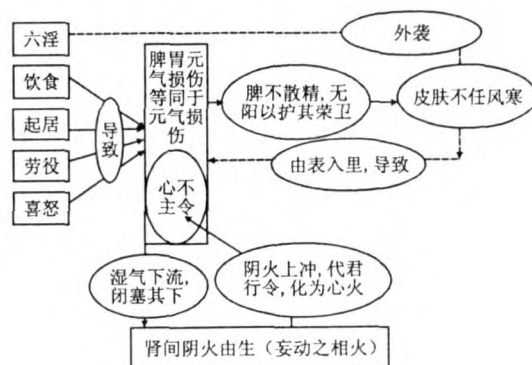 六淫
外袭
饮食
起居
劳役
喜怒
导致
脾胃元
气损伤
等同于
元气损
伤
心不
主令
脾不散精,无
阳以护其荣卫
皮肤不任风寒
由表入里,导致
湿气下流,
闭塞其下
阴火上冲,代君
行令,化为心火
肾间阴火由生（妄动之相火）